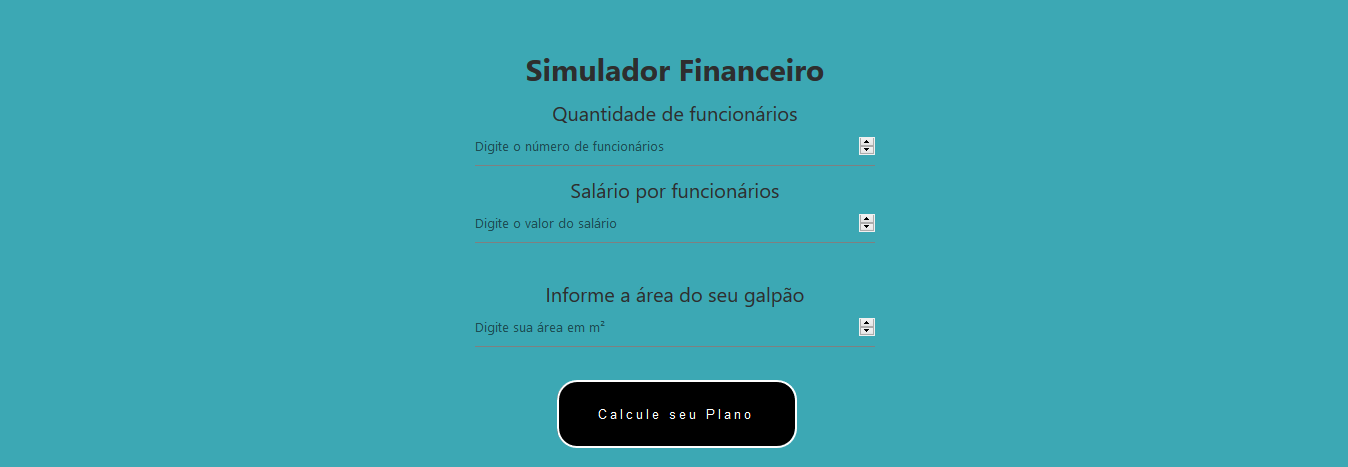 Simulador Financeiro
Quantidade de funcionários
Digite o número de funcionários
Salário por funcionários
Digite o valor do salário
Informe a área do seu galpão
Digite sua área em m²
Calcule seu Plano